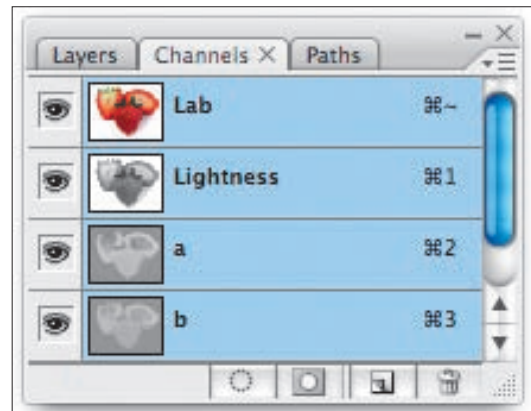 Layers Channels × Paths
Lab ⌘~
Lightness ⌘1
a ⌘2
b ⌘3